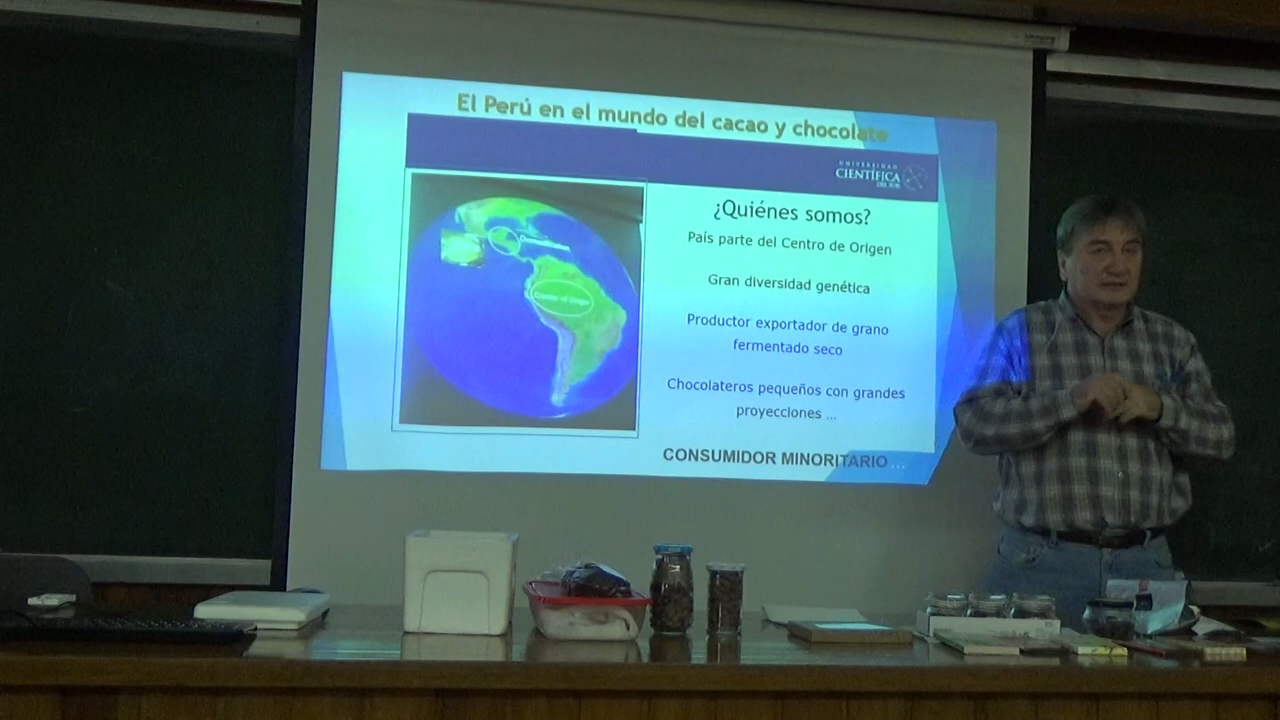 El Perú en el mundo del cacao y chocolate
UNIVERSIDAD
CIENTÍFICA
DEL SUR
¿Quiénes somos?
País parte del Centro de Origen
Gran diversidad genética
Productor exportador de grano
fermentado seco
Chocolateros pequeños con grandes
proyecciones ...
CONSUMIDOR MINORITARIO ...